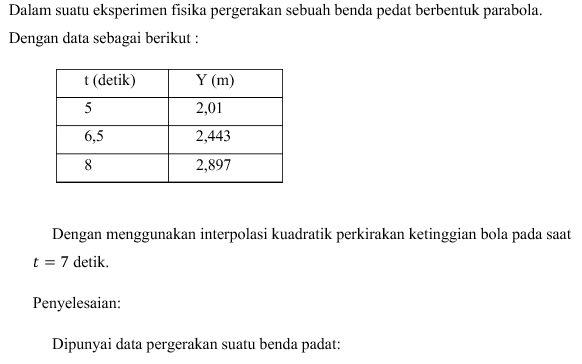 Dalam suatu eksperimen fisika pergerakan sebuah benda pedat berbentuk parabola.
Dengan data sebagai berikut :
t (detik) Y (m)
5 2,01
6,5 2,443
8 2,897
Dengan menggunakan interpolasi kuadratik perkirakan ketinggian bola pada saat
t = 7 detik.
Penyelesaian:
Dipunyai data pergerakan suatu benda padat: